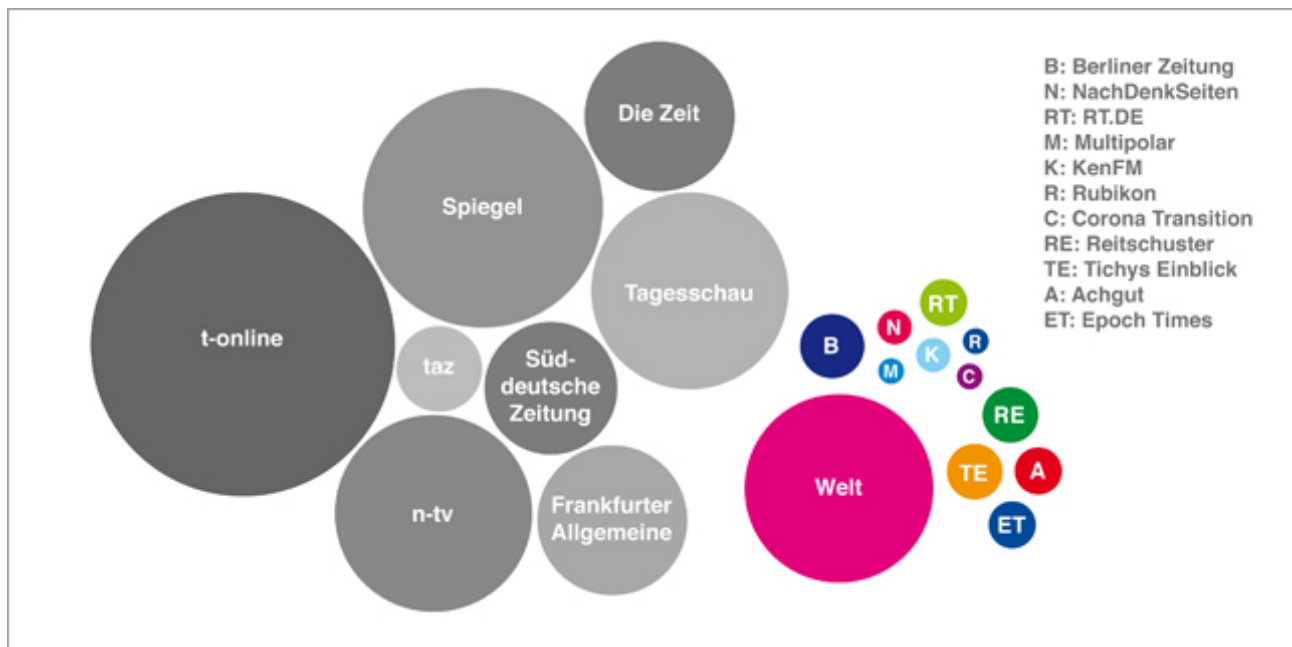 Die Zeit
Spiegel
Tagesschau
t-online
taz
Süd-
deutsche
Zeitung
n-tv
Frankfurter
Allgemeine
Welt
B
N
RT
M
K
R
C
RE
TE
A
ET
B: Berliner Zeitung
N: NachDenkSeiten
RT: RT.DE
M: Multipolar
K: KenFM
R: Rubikon
C: Corona Transition
RE: Reitschuster
TE: Tichys Einblick
A: Achgut
ET: Epoch Times